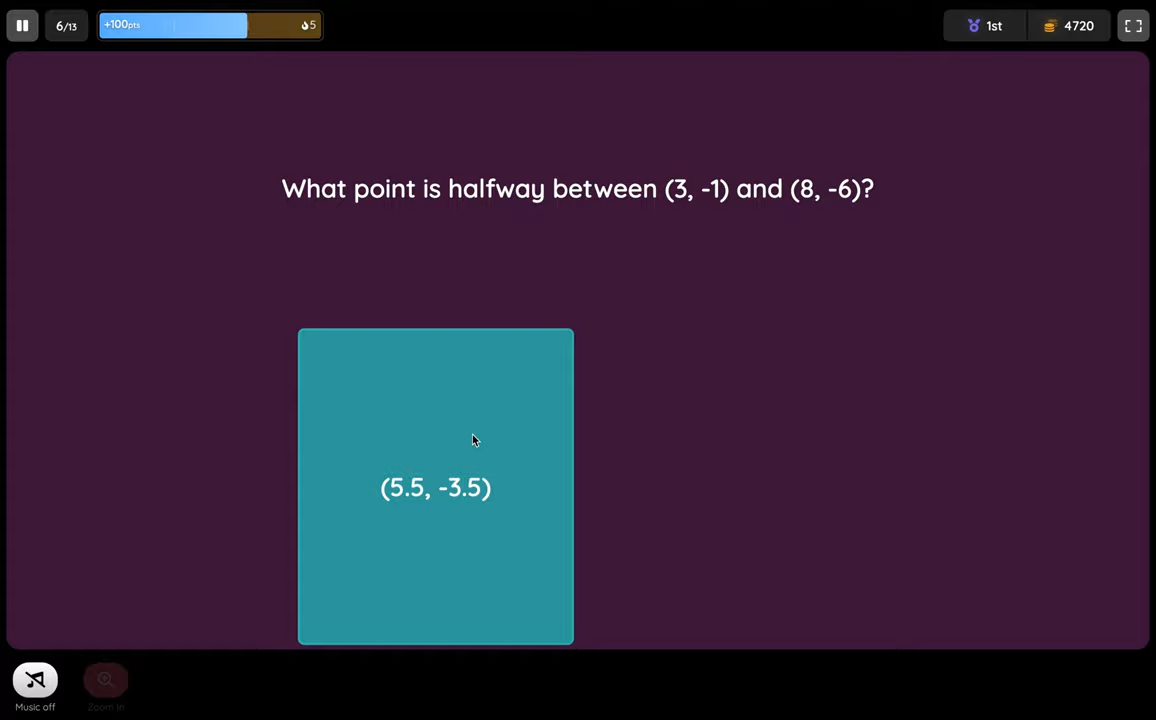 6/13
+100pts
5
1st
4720
What point is halfway between (3, -1) and (8, -6)?
(5.5, -3.5)
Music off
Zoom in